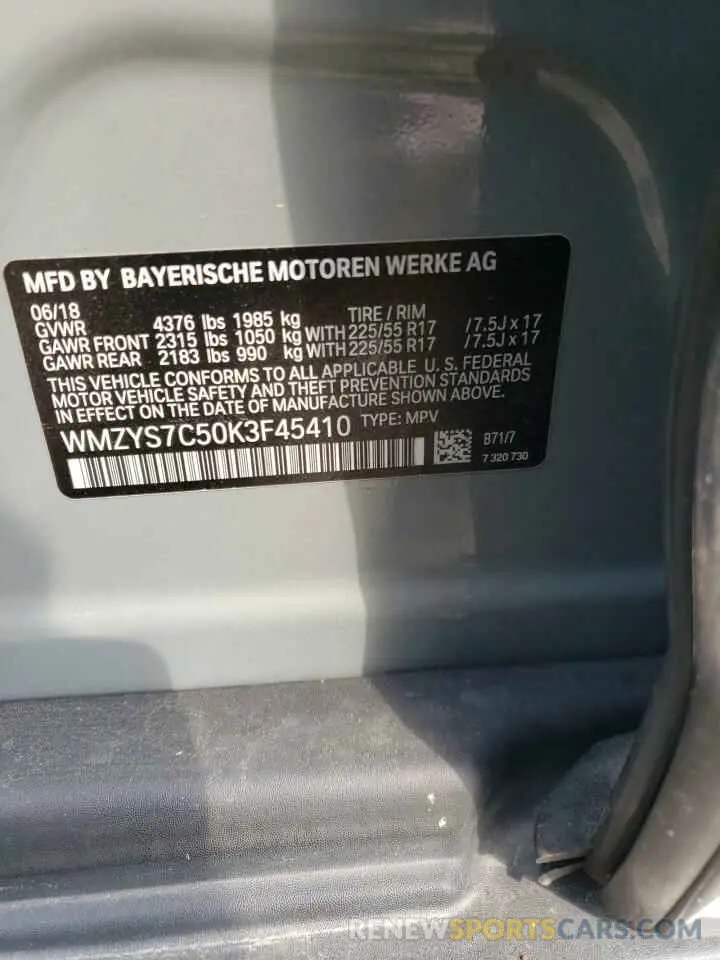 MFD BY BAYERISCHE MOTOREN WERKE AG
06/18 TIRE / RIM
GVWR 4376 lbs 1985 kg
GAWR FRONT 2315 lbs 1050 kg WITH 225/55 R17 / 7.5J x 17
GAWR REAR 2183 lbs 990 kg WITH 225/55 R17 / 7.5J x 17
THIS VEHICLE CONFORMS TO ALL APPLICABLE U. S. FEDERAL
MOTOR VEHICLE SAFETY AND THEFT PREVENTION STANDARDS
IN EFFECT ON THE DATE OF MANUFACTURE SHOWN ABOVE.
WMZYS7C50K3F45410 TYPE: MPV
B71/7
7 320 730
RENEWSPORTSCARS.COM